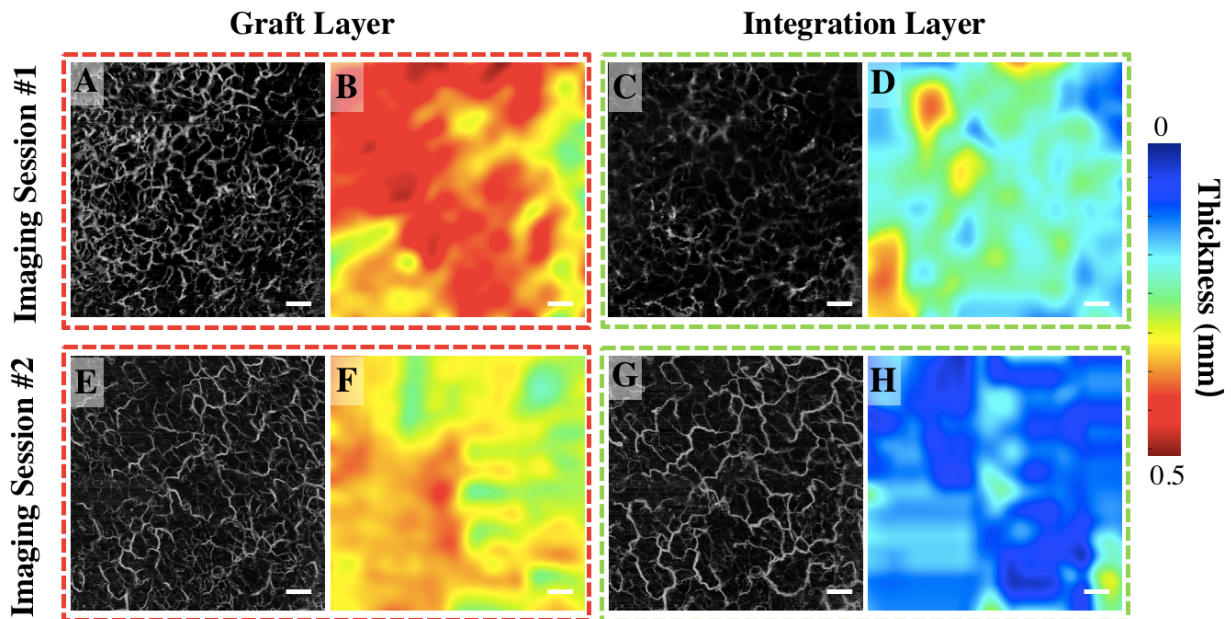 Graft Layer
Integration Layer
Imaging Session #1
A
B
C
D
0
Thickness (mm)
0.5
Imaging Session #2
E
F
G
H